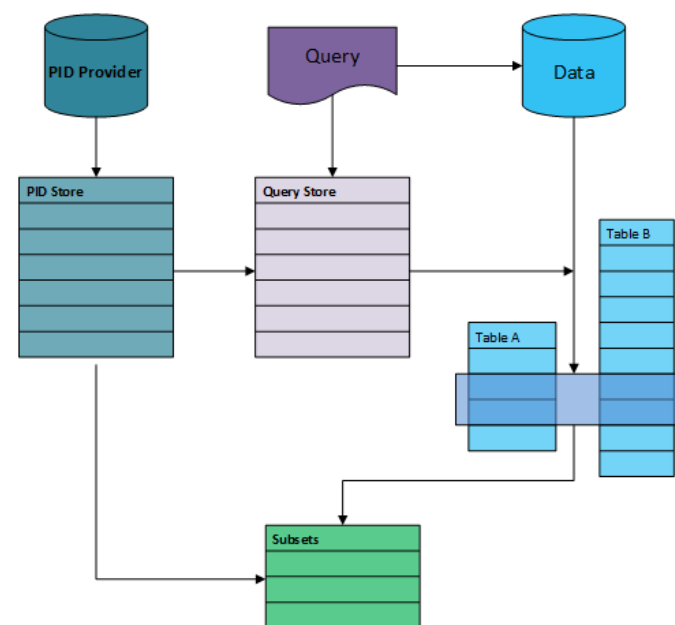 PID Provider
Query
Data
PID Store
Query Store
Table B
Table A
Subsets